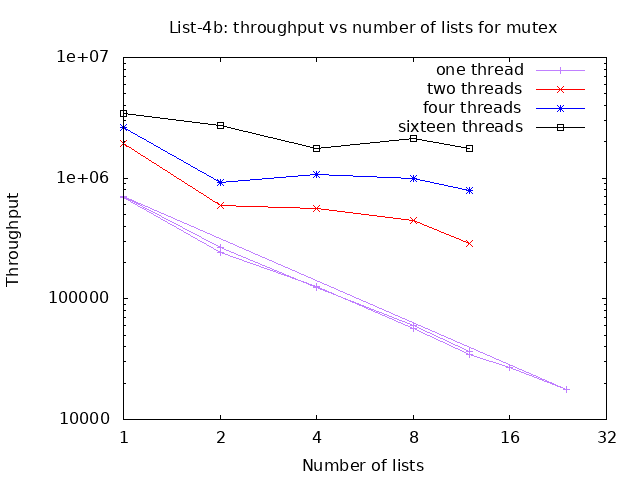 List-4b: throughput vs number of lists for mutex
1e+07
1e+06
100000
10000
Throughput
one thread
two threads
four threads
sixteen threads
1 2 4 8 16 32
Number of lists